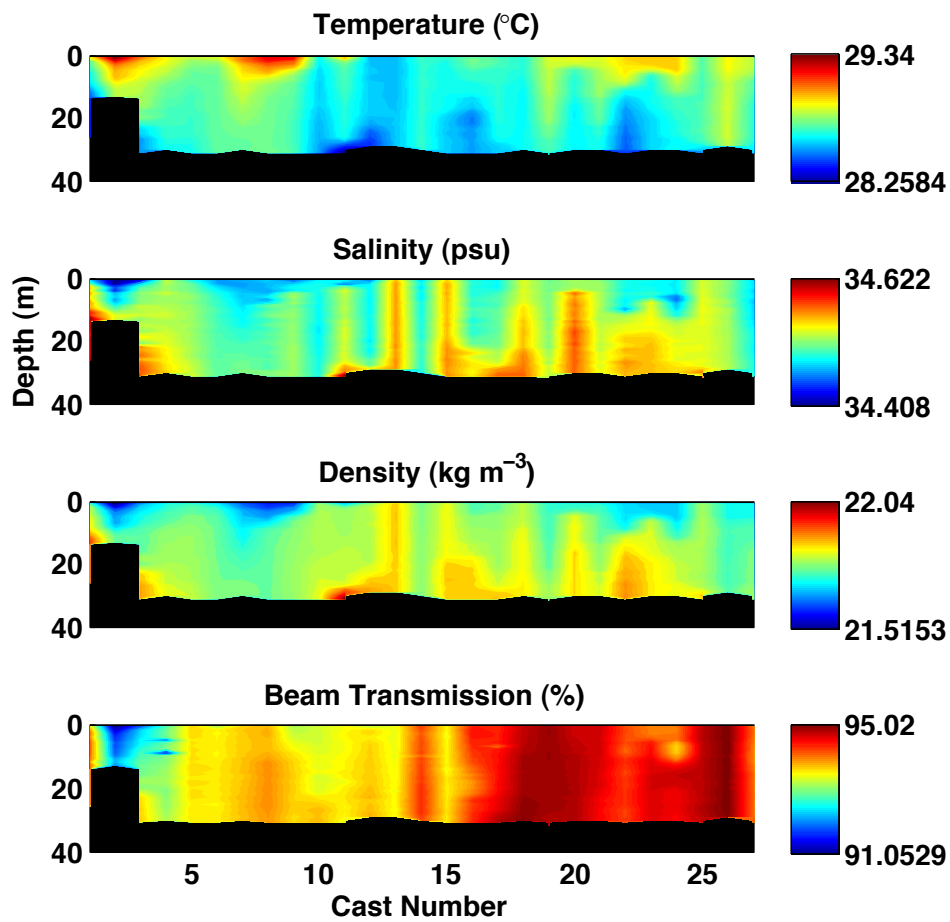 Temperature (°C)
0
20
40
29.34
28.2584
Salinity (psu)
0
20
40
34.622
34.408
Depth (m)
Density (kg m⁻³)
0
20
40
22.04
21.5153
Beam Transmission (%)
0
20
40
95.02
91.0529
5 10 15 20 25
Cast Number